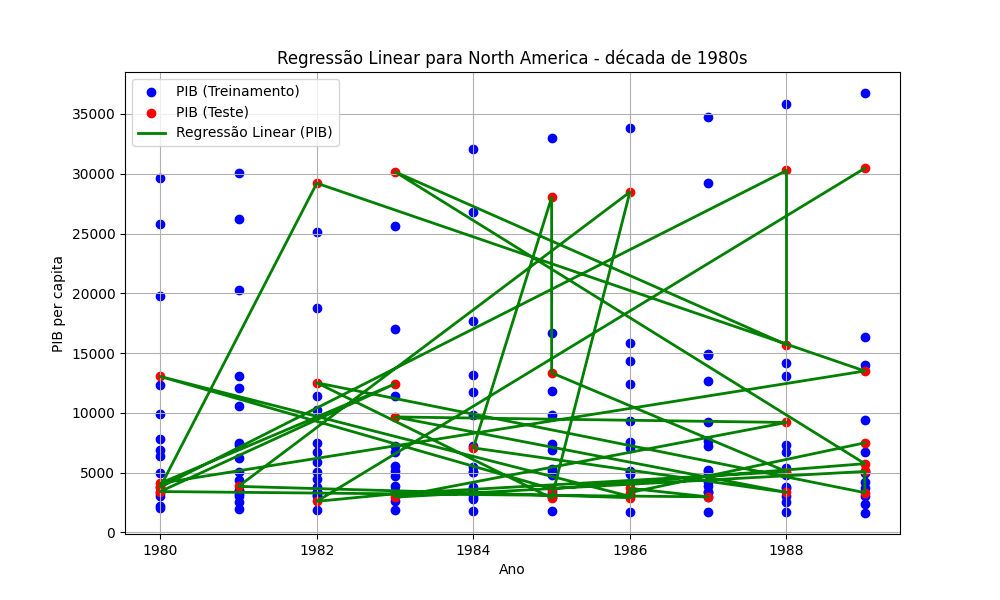 Regressão Linear para North America - década de 1980s
PIB (Treinamento)
PIB (Teste)
Regressão Linear (PIB)
PIB per capita
35000
30000
25000
20000
15000
10000
5000
0
1980
1982
1984
1986
1988
Ano